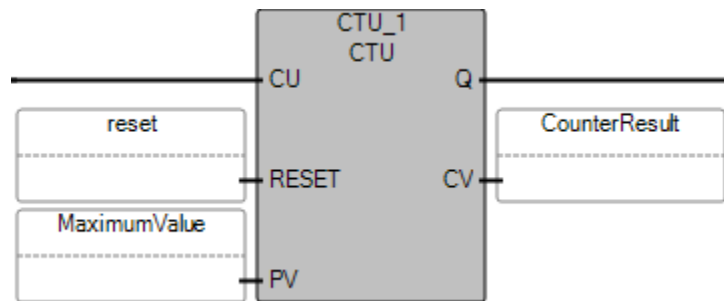 CTU_1
CTU
CU Q
reset CounterResult
RESET CV
MaximumValue
PV